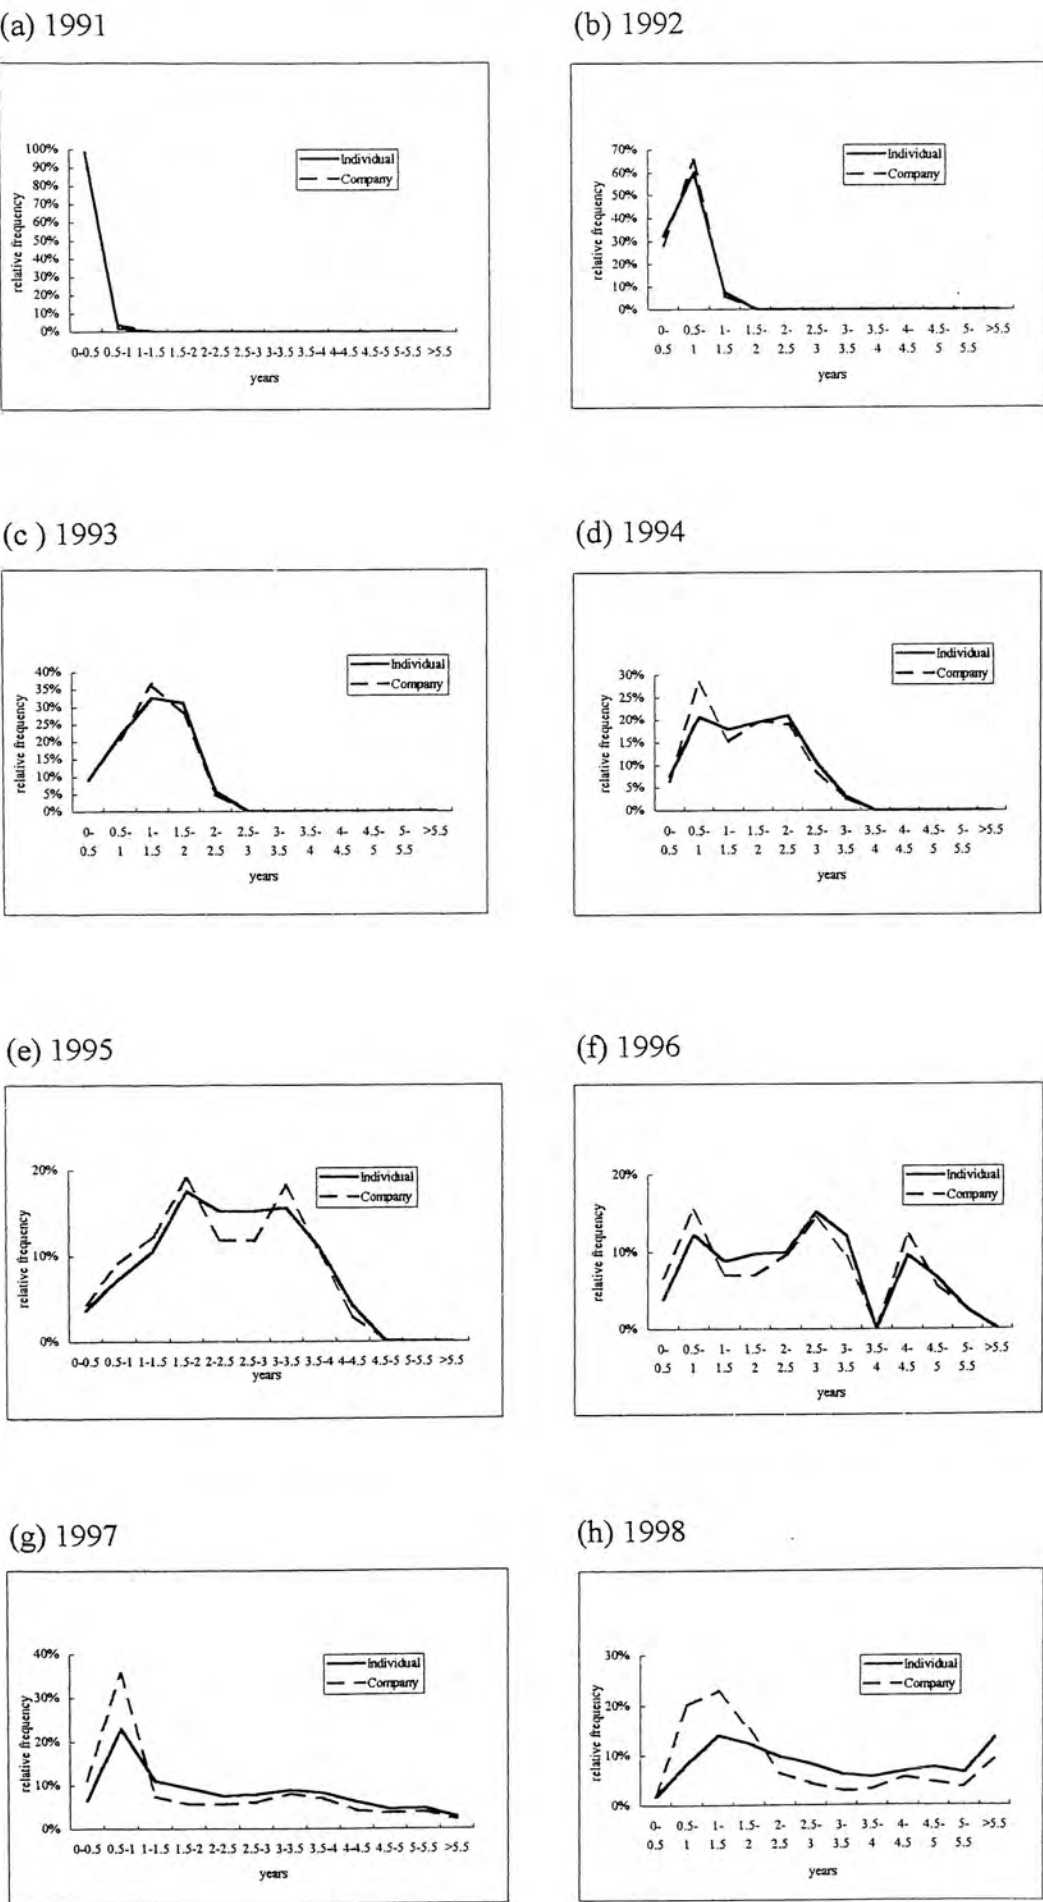 (a) 1991
100%
90%
80%
70%
60%
50%
40%
30%
20%
10%
0%
relative frequency
Individual
Company
0-0.5 0.5-1 1-1.5 1.5-2 2-2.5 2.5-3 3-3.5 3.5-4 4-4.5 4.5-5 5-5.5 >5.5
years
(b) 1992
70%
60%
50%
40%
30%
20%
10%
0%
relative frequency
Individual
Company
0- 0.5- 1- 1.5- 2- 2.5- 3- 3.5- 4- 4.5- 5- >5.5
0.5 1 1.5 2 2.5 3 3.5 4 4.5 5 5.5
years
(c ) 1993
40%
35%
30%
25%
20%
15%
10%
5%
0%
relative frequency
Individual
Company
0- 0.5- 1- 1.5- 2- 2.5- 3- 3.5- 4- 4.5- 5- >5.5
0.5 1 1.5 2 2.5 3 3.5 4 4.5 5 5.5
years
(d) 1994
30%
25%
20%
15%
10%
5%
0%
relative frequency
Individual
Company
0- 0.5- 1- 1.5- 2- 2.5- 3- 3.5- 4- 4.5- 5- >5.5
0.5 1 1.5 2 2.5 3 3.5 4 4.5 5 5.5
years
(e) 1995
20%
10%
0%
relative frequency
Individual
Company
0-0.5 0.5-1 1-1.5 1.5-2 2-2.5 2.5-3 3-3.5 3.5-4 4-4.5 4.5-5 5-5.5 >5.5
years
(f) 1996
20%
10%
0%
relative frequency
Individual
Company
0- 0.5- 1- 1.5- 2- 2.5- 3- 3.5- 4- 4.5- 5- >5.5
0.5 1 1.5 2 2.5 3 3.5 4 4.5 5 5.5
years
(g) 1997
40%
30%
20%
10%
0%
relative frequency
Individual
Company
0-0.5 0.5-1 1-1.5 1.5-2 2-2.5 2.5-3 3-3.5 3.5-4 4-4.5 4.5-5 5-5.5 >5.5
years
(h) 1998
30%
20%
10%
0%
relative frequency
Individual
Company
0- 0.5- 1- 1.5- 2- 2.5- 3- 3.5- 4- 4.5- 5- >5.5
0.5 1 1.5 2 2.5 3 3.5 4 4.5 5 5.5
years